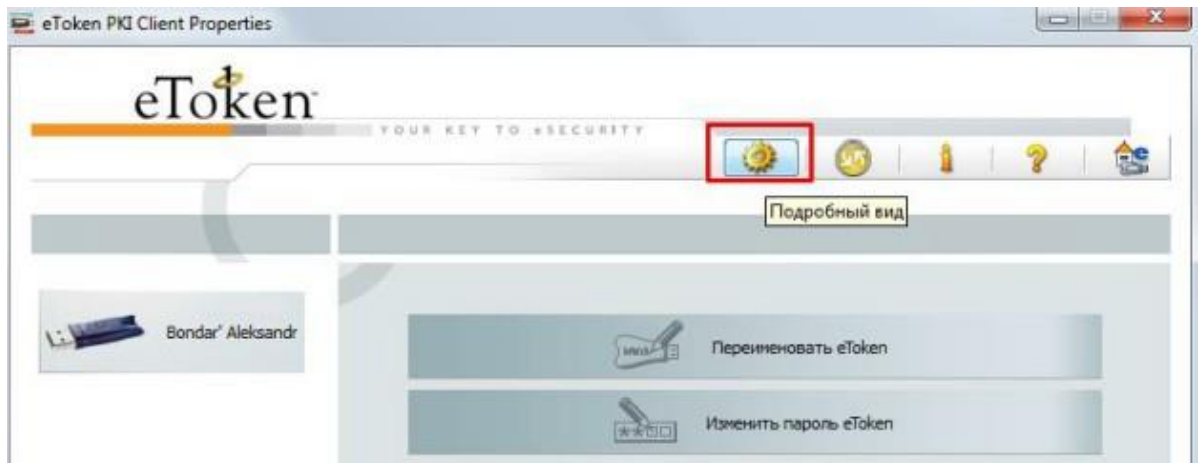 eToken PKI Client Properties
eToken
YOUR KEY TO eSECURITY
Подробный вид
Bondar' Aleksandr
Переименовать eToken
Изменить пароль eToken